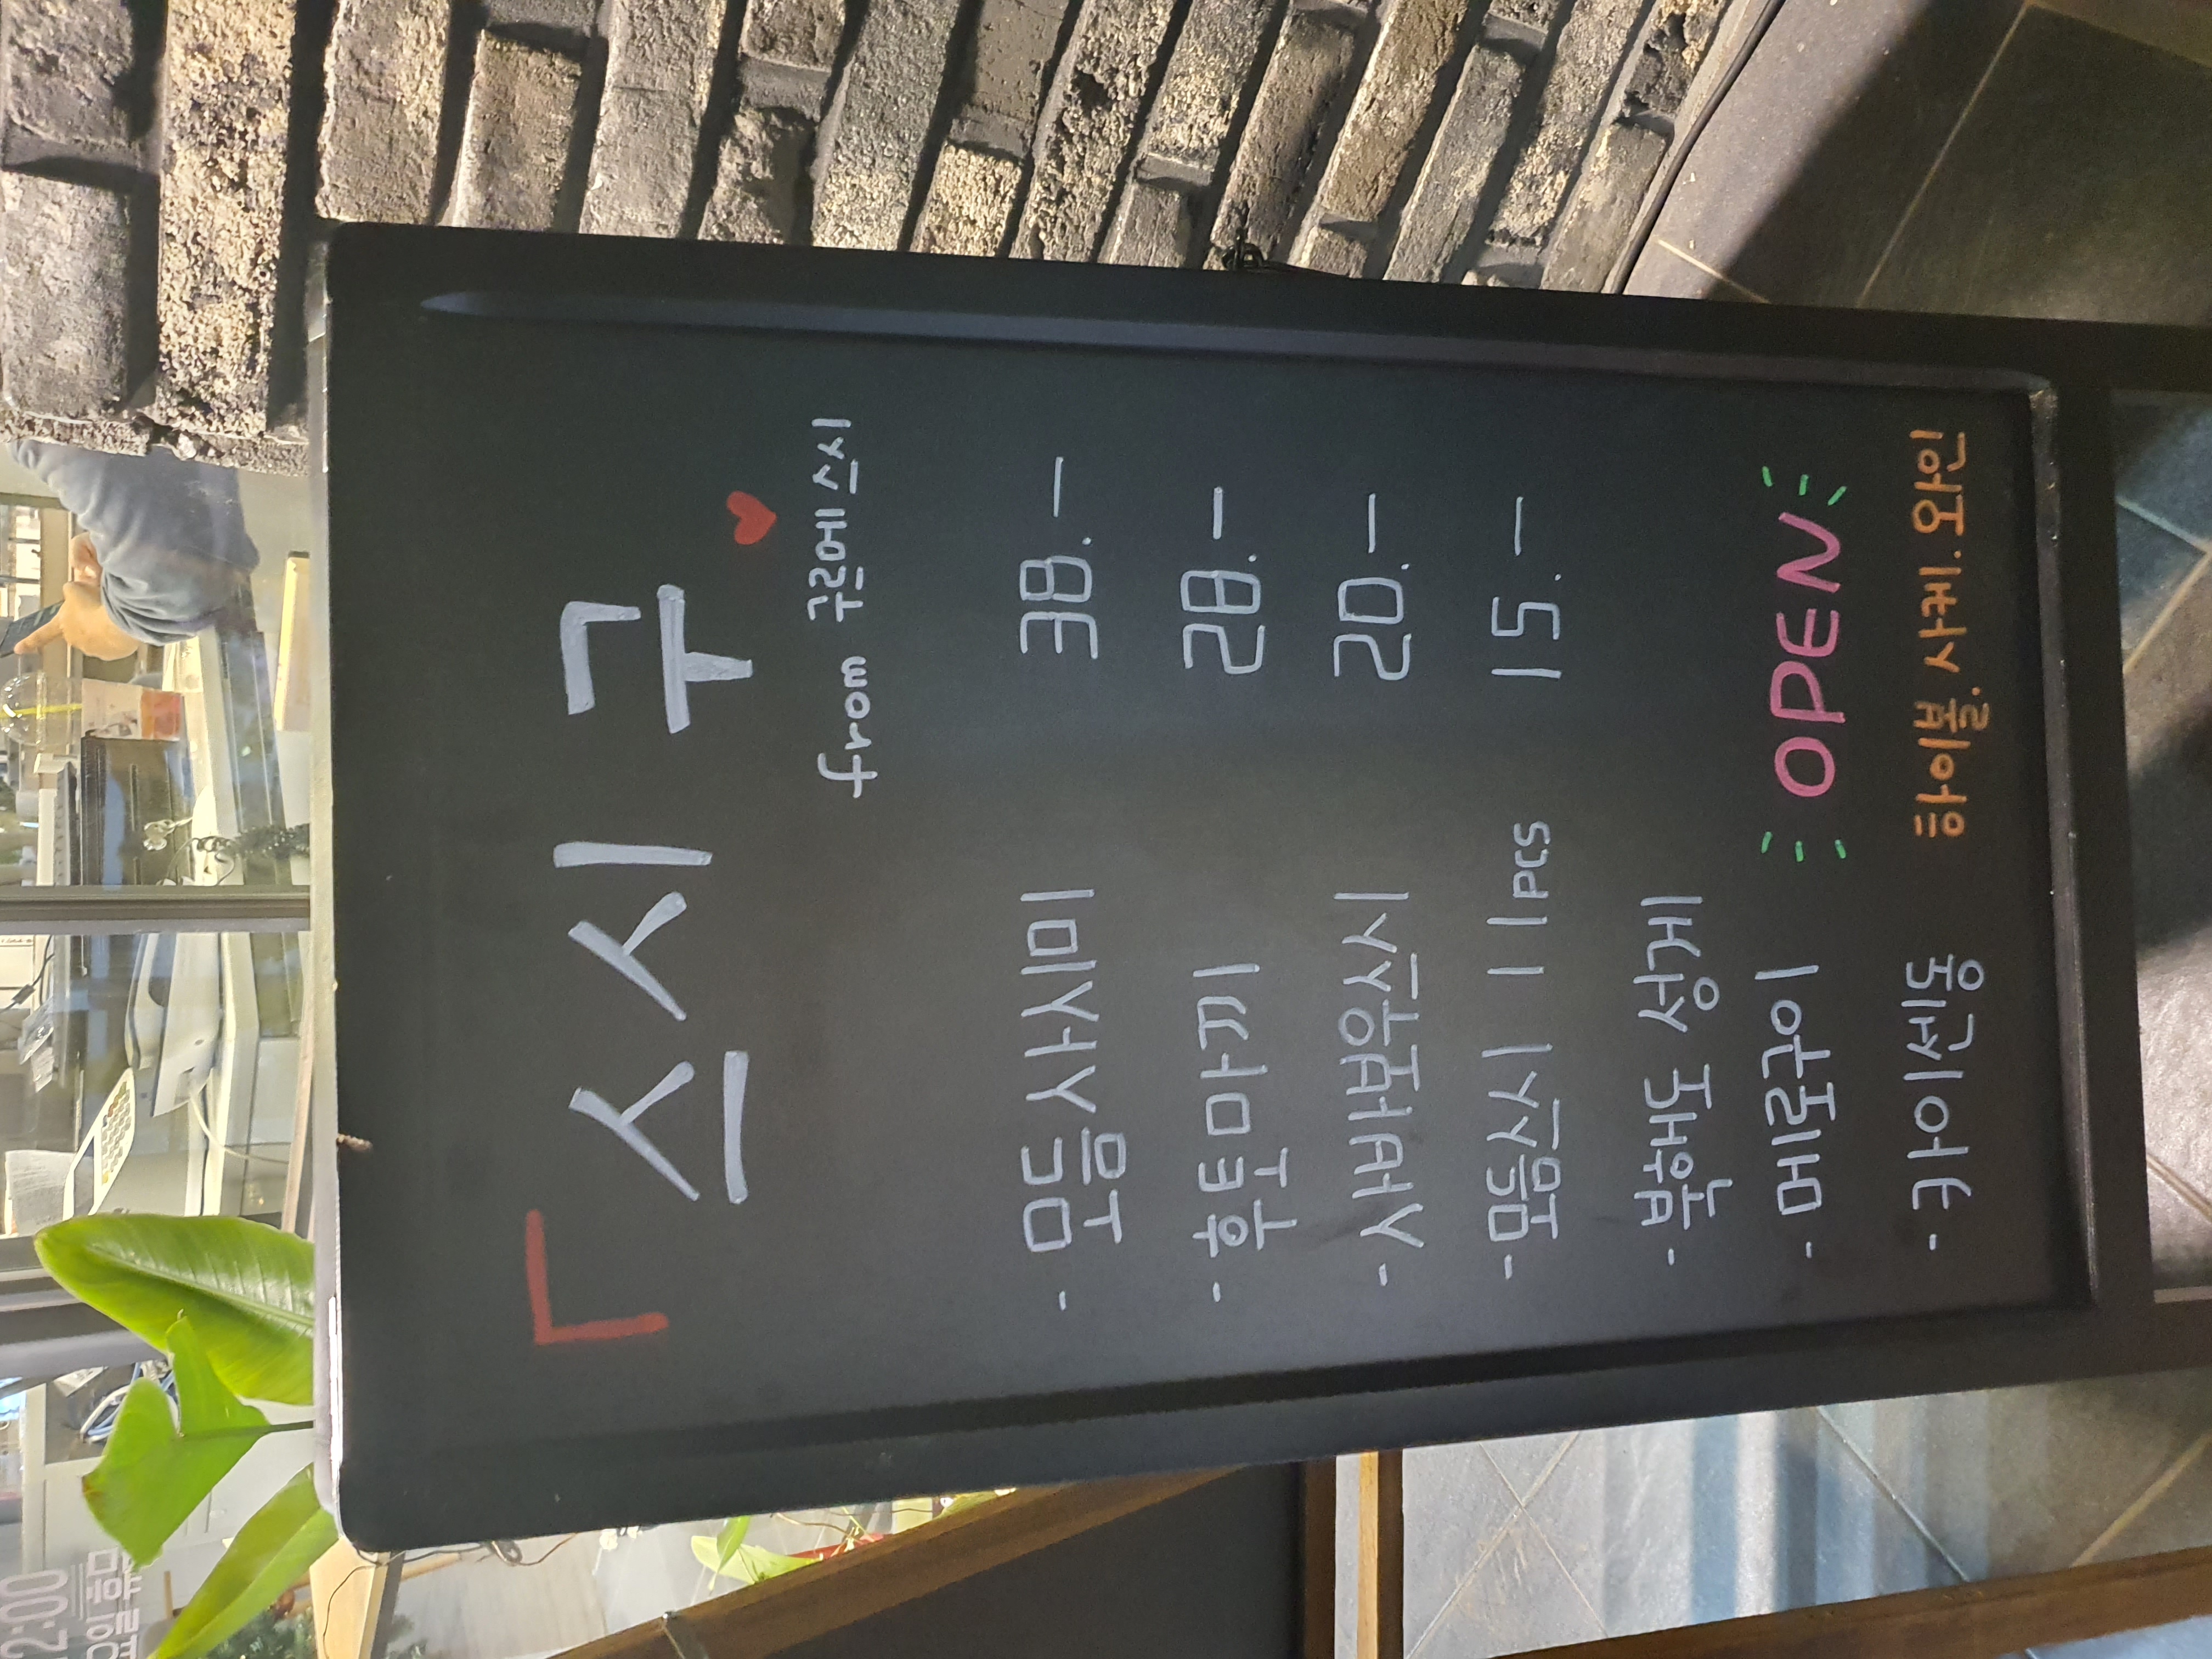 2:00
요일 휴무
스시 구
from 구르메 스시
- 모듬사시미 38.-
- 후토마끼 28.-
- 사바보우스시 20.-
- 모듬스시 11pcs 15.-
- 북해도 성게
- 메로구이 OPEN
- 카이센동 하이볼. 사케. 와인